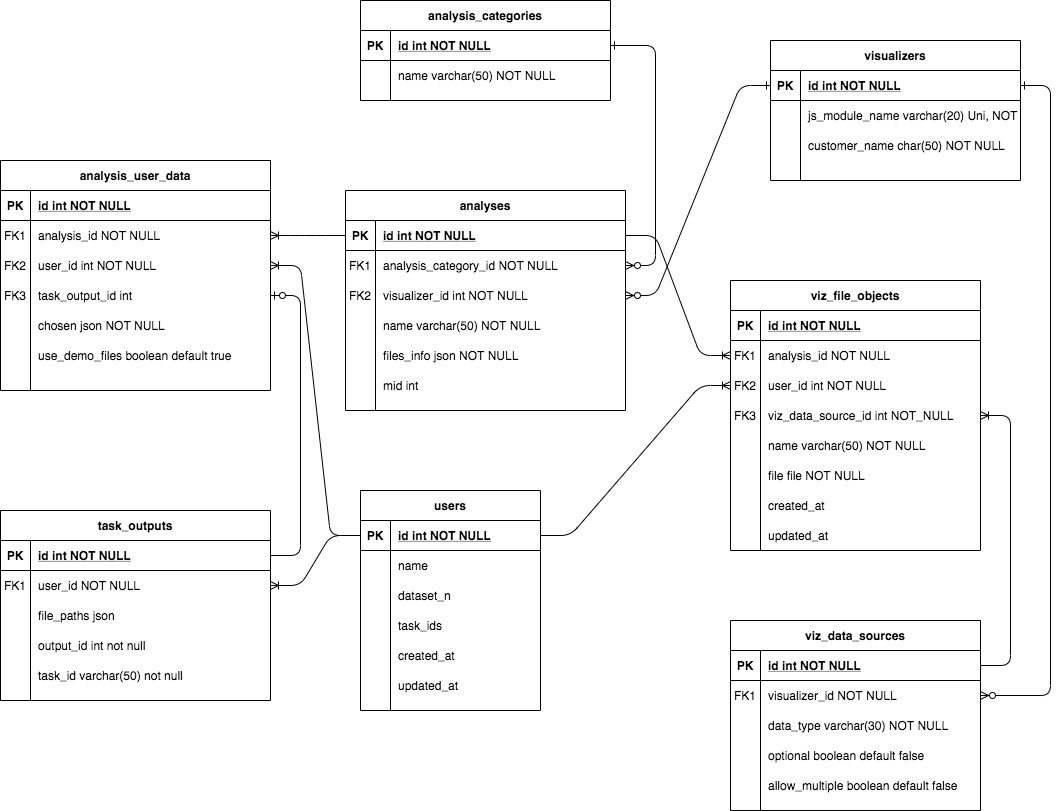 analysis_categories
PK id int NOT NULL
name varchar(50) NOT NULL
visualizers
PK id int NOT NULL
js_module_name varchar(20) Uni, NOT
customer_name char(50) NOT NULL
analysis_user_data
PK id int NOT NULL
FK1 analysis_id NOT NULL
FK2 user_id int NOT NULL
FK3 task_output_id int
chosen json NOT NULL
use_demo_files boolean default true
analyses
PK id int NOT NULL
FK1 analysis_category_id NOT NULL
FK2 visualizer_id int NOT NULL
name varchar(50) NOT NULL
files_info json NOT NULL
mid int
viz_file_objects
PK id int NOT NULL
FK1 analysis_id NOT NULL
FK2 user_id int NOT NULL
FK3 viz_data_source_id int NOT_NULL
name varchar(50) NOT NULL
file file NOT NULL
created_at
updated_at
task_outputs
PK id int NOT NULL
FK1 user_id NOT NULL
file_paths json
output_id int not null
task_id varchar(50) not null
users
PK id int NOT NULL
name
dataset_n
task_ids
created_at
updated_at
viz_data_sources
PK id int NOT NULL
FK1 visualizer_id NOT NULL
data_type varchar(30) NOT NULL
optional boolean default false
allow_multiple boolean default false